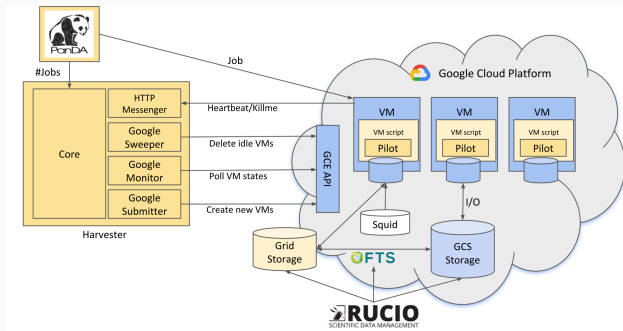 PanDA
#Jobs
Job
Google Cloud Platform
Core
HTTP
Messenger
Google
Sweeper
Google
Monitor
Google
Submitter
Harvester
Heartbeat/Killme
Delete idle VMs
Poll VM states
Create new VMs
GCE API
VM
VM script
Pilot
VM
VM script
Pilot
VM
VM script
Pilot
Squid
I/O
Grid
Storage
FTS
GCS
Storage
RUCIO
SCIENTIFIC DATA MANAGEMENT